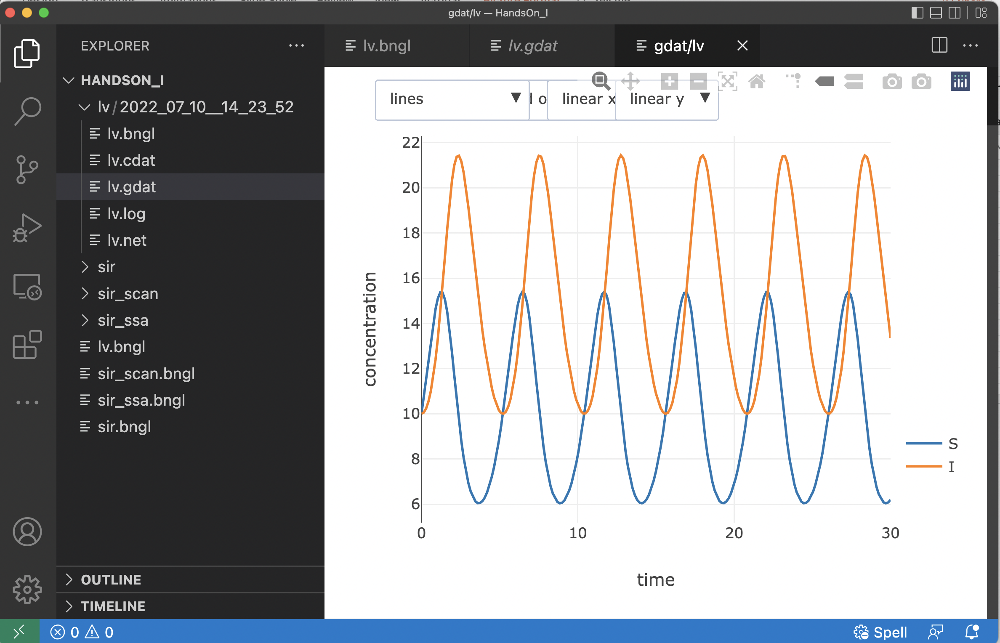 gdat/lv — HandsOn_I
EXPLORER
lv.bngl
lv.gdat
gdat/lv
HANDSON_I
lv/2022_07_10__14_23_52
lv.bngl
lv.cdat
lv.gdat
lv.log
lv.net
sir
sir_scan
sir_ssa
lv.bngl
sir_scan.bngl
sir_ssa.bngl
sir.bngl
OUTLINE
TIMELINE
lines
linear x
linear y
22
20
18
16
14
12
10
8
6
concentration
0
10
20
30
time
S
I
0
0
Spell